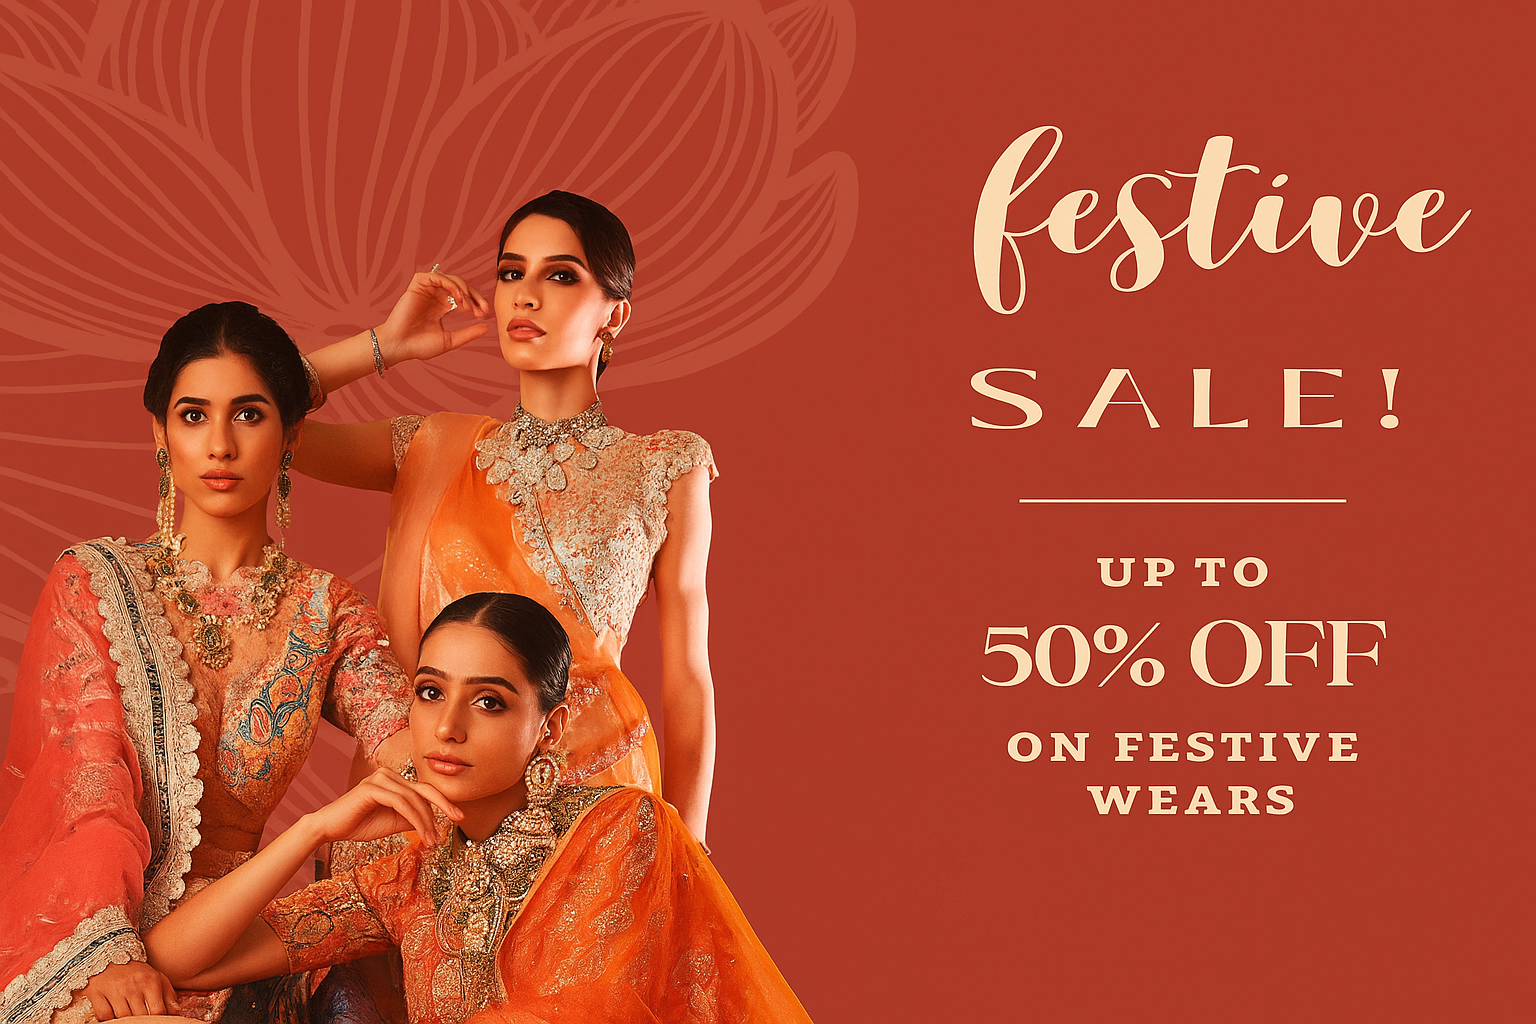 festive
SALE!
UP TO
50% OFF
ON FESTIVE
WEARS